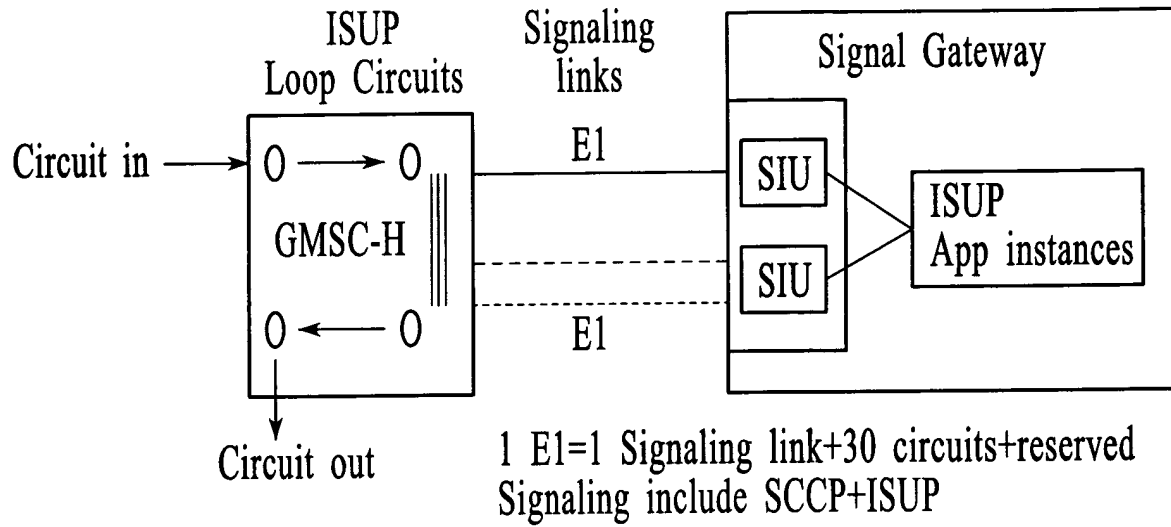 ISUP
Loop Circuits
Signaling
links
Signal Gateway
Circuit in
E1
SIU
GMSC-H
ISUP
App instances
SIU
E1
Circuit out
1 E1=1 Signaling link+30 circuits+reserved
Signaling include SCCP+ISUP